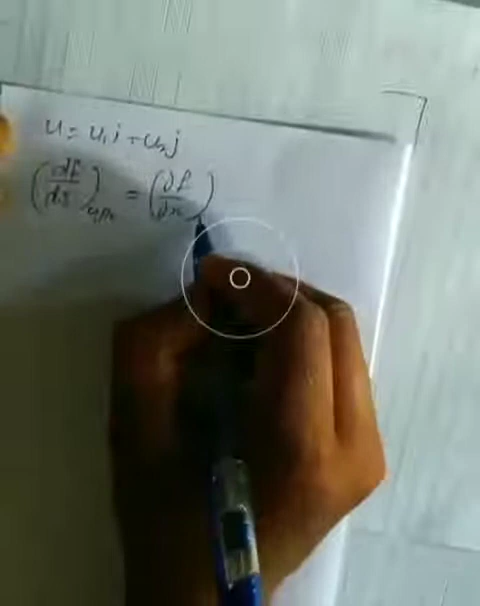 u = u₁i + u₂j
(df/ds)u,P₀ = (∂f/∂x)